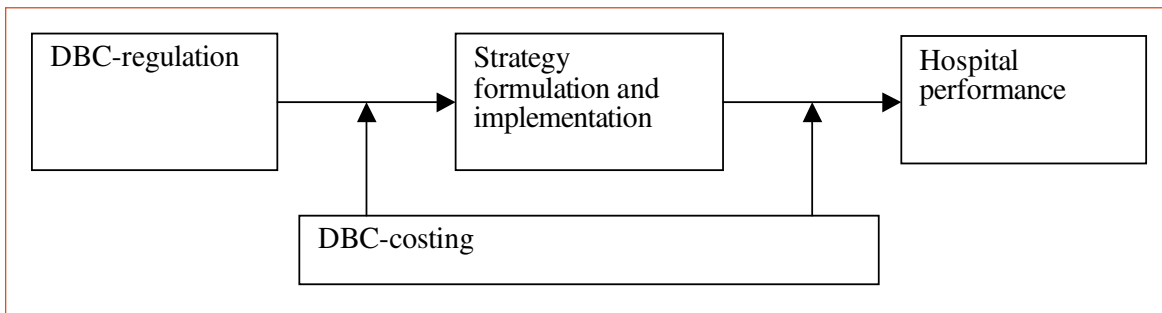 DBC-regulation
Strategy
formulation and
implementation
Hospital
performance
DBC-costing